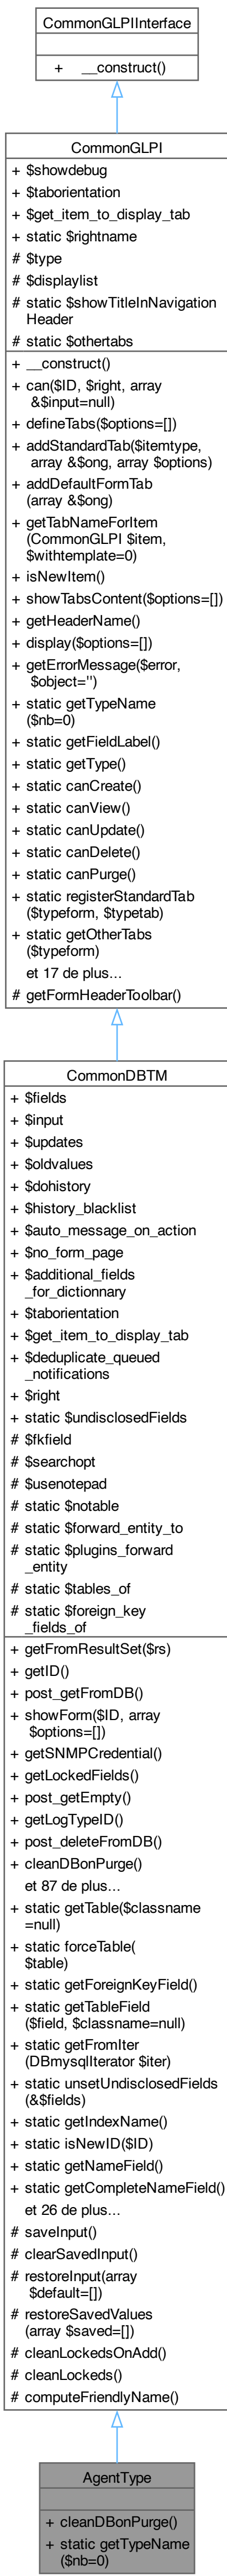 CommonGLPIInterface
+ __construct()
CommonGLPI
+ $showdebug
+ $taborientation
+ $get_item_to_display_tab
+ static $rightname
# $type
# $displaylist
# static $showTitleInNavigation
Header
# static $othertabs
+ __construct()
+ can($ID, $right, array
&$input=null)
+ defineTabs($options=[])
+ addStandardTab($itemtype,
array &$ong, array $options)
+ addDefaultFormTab
(array &$ong)
+ getTabNameForItem
(CommonGLPI $item,
$withtemplate=0)
+ isNewItem()
+ showTabsContent($options=[])
+ getHeaderName()
+ display($options=[])
+ getErrorMessage($error,
$object='')
+ static getTypeName
($nb=0)
+ static getFieldLabel()
+ static getType()
+ static canCreate()
+ static canView()
+ static canUpdate()
+ static canDelete()
+ static canPurge()
+ static registerStandardTab
($typeform, $typetab)
+ static getOtherTabs
($typeform)
et 17 de plus...
# getFormHeaderToolbar()
CommonDBTM
+ $fields
+ $input
+ $updates
+ $oldvalues
+ $dohistory
+ $history_blacklist
+ $auto_message_on_action
+ $no_form_page
+ $additional_fields
_for_dictionnary
+ $taborientation
+ $get_item_to_display_tab
+ $deduplicate_queued
_notifications
+ $right
+ static $undisclosedFields
# $fkfield
# $searchopt
# $usenotepad
# static $notable
# static $forward_entity_to
# static $plugins_forward
_entity
# static $tables_of
# static $foreign_key
_fields_of
+ getFromResultSet($rs)
+ getID()
+ post_getFromDB()
+ showForm($ID, array
$options=[])
+ getSNMPCredential()
+ getLockedFields()
+ post_getEmpty()
+ getLogTypeID()
+ post_deleteFromDB()
+ cleanDBonPurge()
et 87 de plus...
+ static getTable($classname
=null)
+ static forceTable(
$table)
+ static getForeignKeyField()
+ static getTableField
($field, $classname=null)
+ static getFromIter
(DBmysqlIterator $iter)
+ static unsetUndisclosedFields
(&$fields)
+ static getIndexName()
+ static isNewID($ID)
+ static getNameField()
+ static getCompleteNameField()
et 26 de plus...
# saveInput()
# clearSavedInput()
# restoreInput(array
$default=[])
# restoreSavedValues
(array $saved=[])
# cleanLockedsOnAdd()
# cleanLockeds()
# computeFriendlyName()
AgentType
+ cleanDBonPurge()
+ static getTypeName
($nb=0)